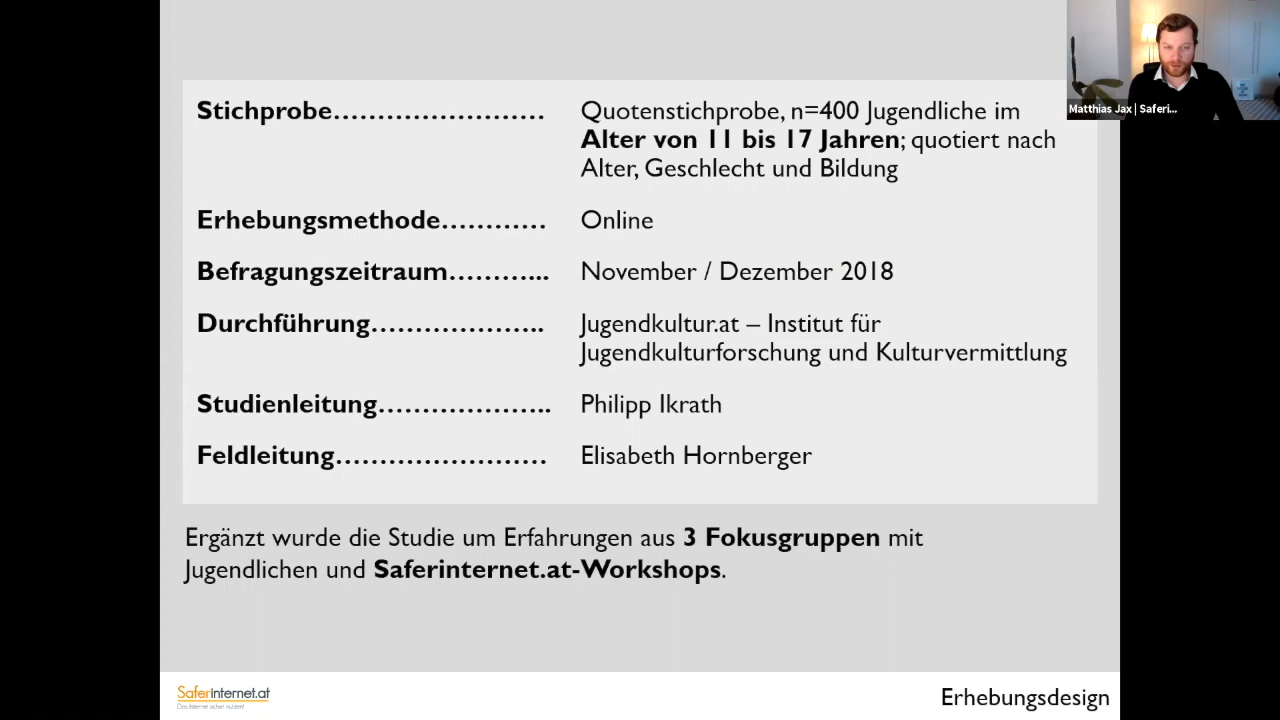 Matthias Jax | Saferi...
Stichprobe…………………… Quotenstichprobe, n=400 Jugendliche im
Alter von 11 bis 17 Jahren; quotiert nach
Alter, Geschlecht und Bildung
Erhebungsmethode………… Online
Befragungszeitraum………... November / Dezember 2018
Durchführung……………….. Jugendkultur.at – Institut für
Jugendkulturforschung und Kulturvermittlung
Studienleitung……………….. Philipp Ikrath
Feldleitung…………………… Elisabeth Hornberger
Ergänzt wurde die Studie um Erfahrungen aus 3 Fokusgruppen mit
Jugendlichen und Saferinternet.at-Workshops.
Saferinternet.at
Das Internet sicher nutzen!
Erhebungsdesign